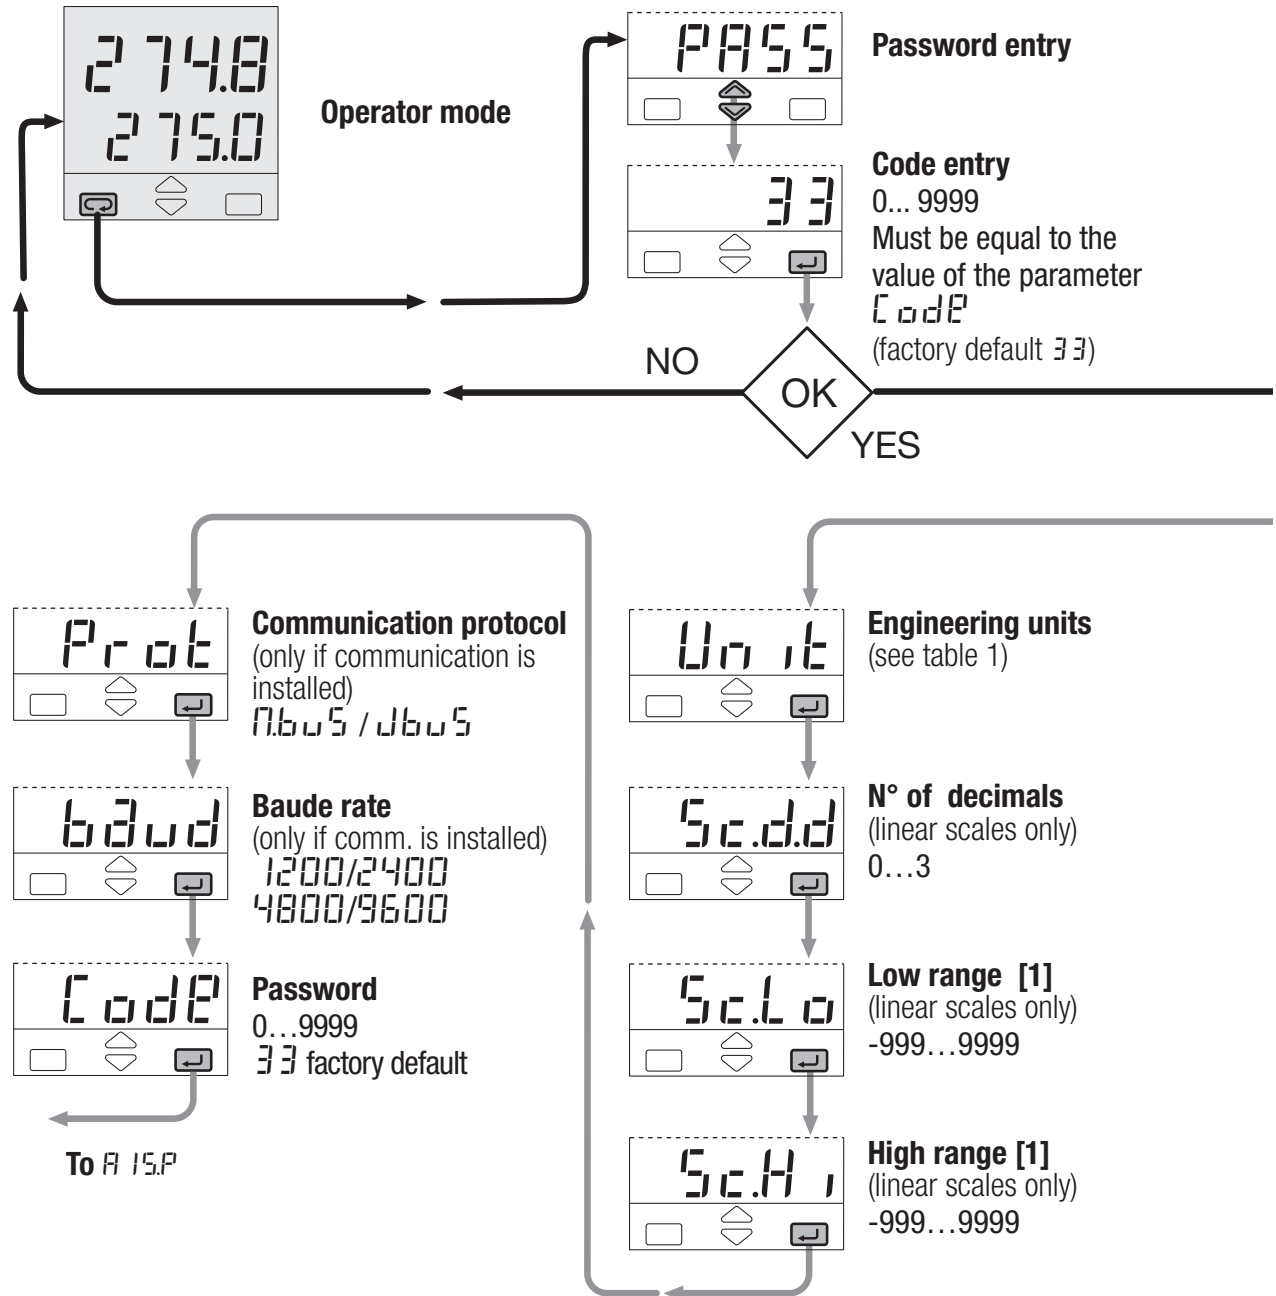 274.8
275.0
Operator mode
PASS
Password entry
33
Code entry
0... 9999
Must be equal to the
value of the parameter
CodE
(factory default 33)
NO
OK
YES
Prot
Communication protocol
(only if communication is
installed)
M.buS / JbuS
baud
Baude rate
(only if comm. is installed)
1200/2400
4800/9600
CodE
Password
0...9999
33 factory default
To A1S.P
Unit
Engineering units
(see table 1)
Sc.d.d
N° of decimals
(linear scales only)
0…3
Sc.Lo
Low range [1]
(linear scales only)
-999…9999
Sc.Hi
High range [1]
(linear scales only)
-999…9999